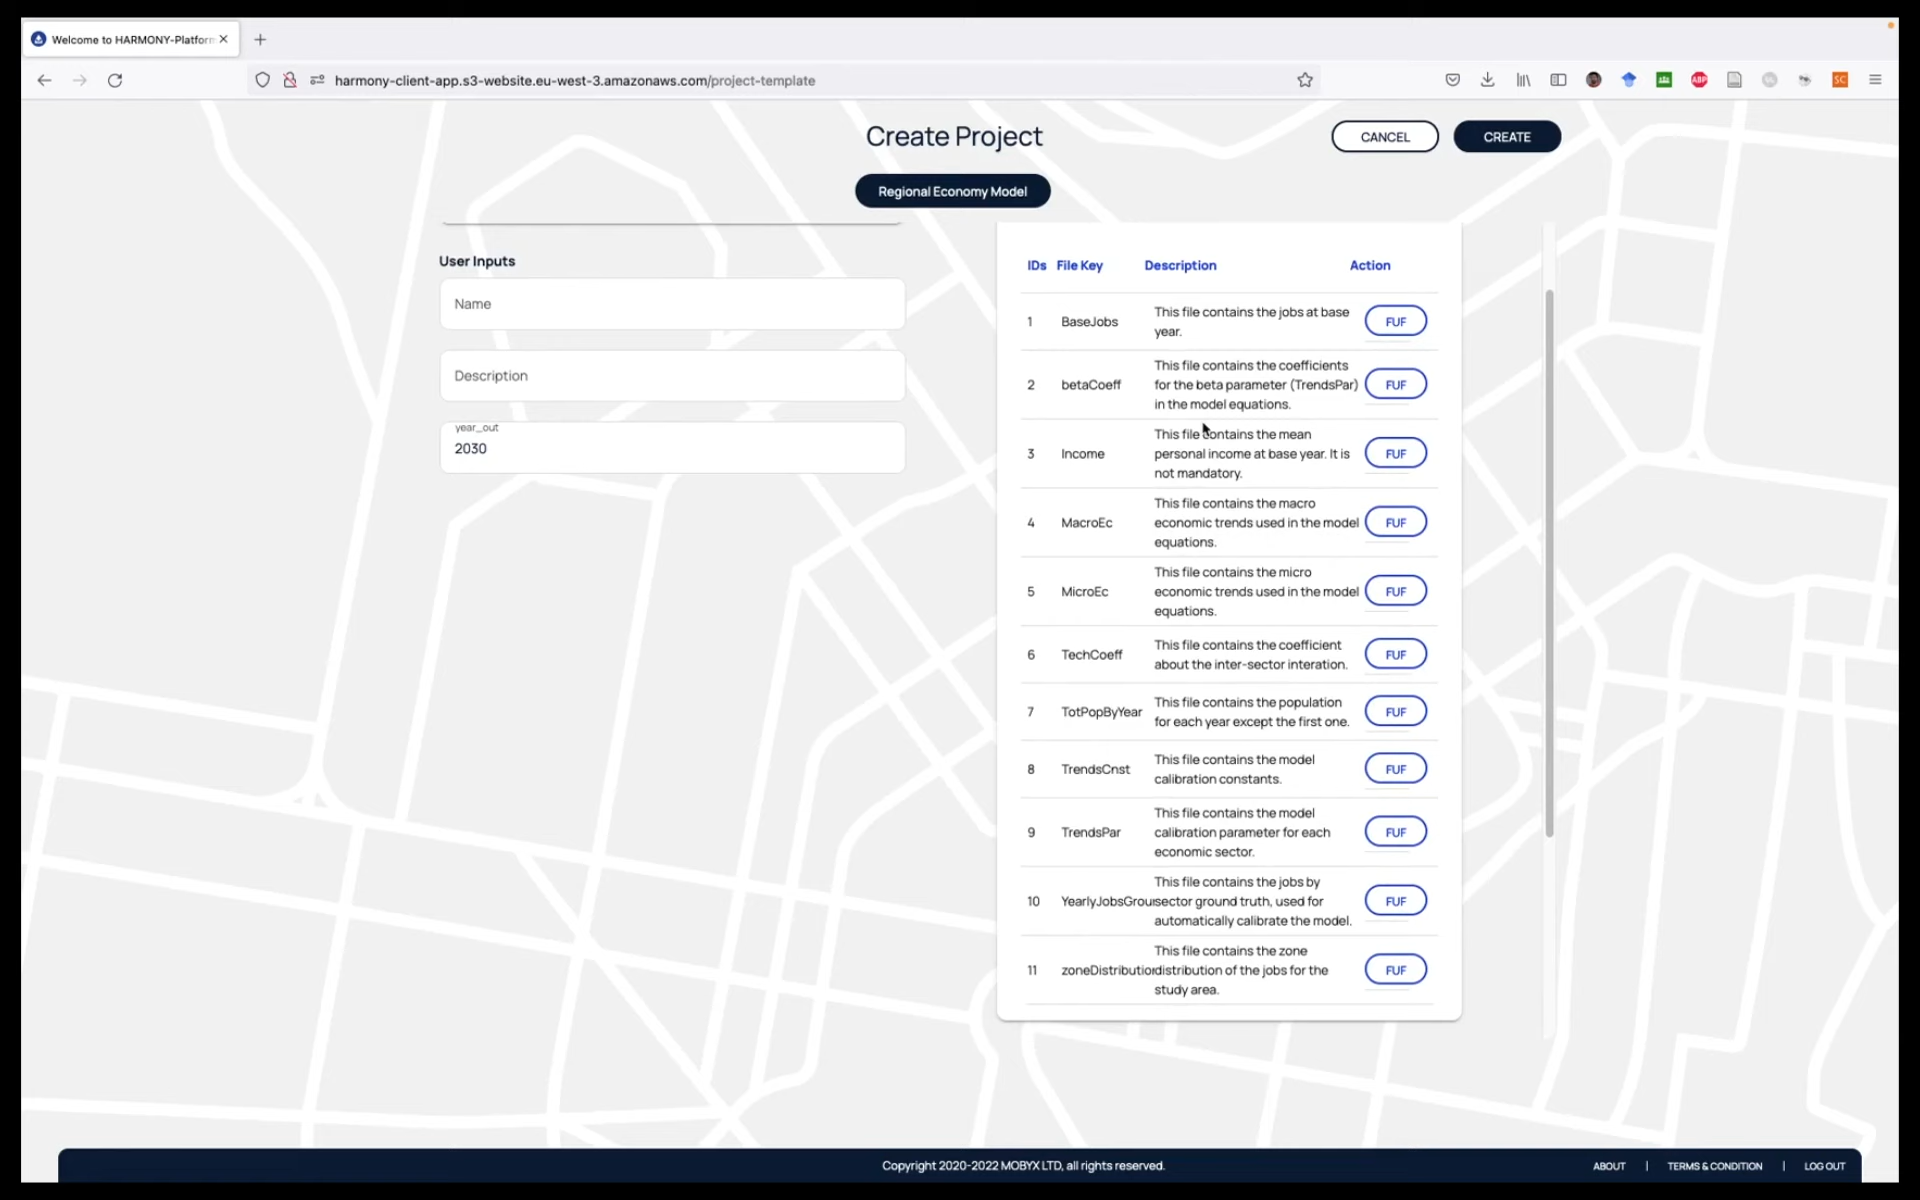 Welcome to HARMONY-Platform
harmony-client-app.s3-website.eu-west-3.amazonaws.com/project-template
ABP
SC
Create Project
CANCEL
CREATE
Regional Economy Model
User Inputs
Name
Description
year_out
2030
IDs File Key Description Action
1 BaseJobs This file contains the jobs at base
year. FUF
2 betaCoeff This file contains the coefficients
for the beta parameter (TrendsPar)
in the model equations. FUF
3 Income This file contains the mean
personal income at base year. It is
not mandatory. FUF
4 MacroEc This file contains the macro
economic trends used in the model
equations. FUF
5 MicroEc This file contains the micro
economic trends used in the model
equations. FUF
6 TechCoeff This file contains the coefficient
about the inter-sector interation. FUF
7 TotPopByYear This file contains the population
for each year except the first one. FUF
8 TrendsCnst This file contains the model
calibration constants. FUF
9 TrendsPar This file contains the model
calibration parameter for each
economic sector. FUF
10 YearlyJobsGrou This file contains the jobs by
sector ground truth, used for
automatically calibrate the model. FUF
11 zoneDistribution This file contains the zone
distribution of the jobs for the
study area. FUF
Copyright 2020-2022 MOBYX LTD, all rights reserved.
ABOUT | TERMS & CONDITION | LOG OUT